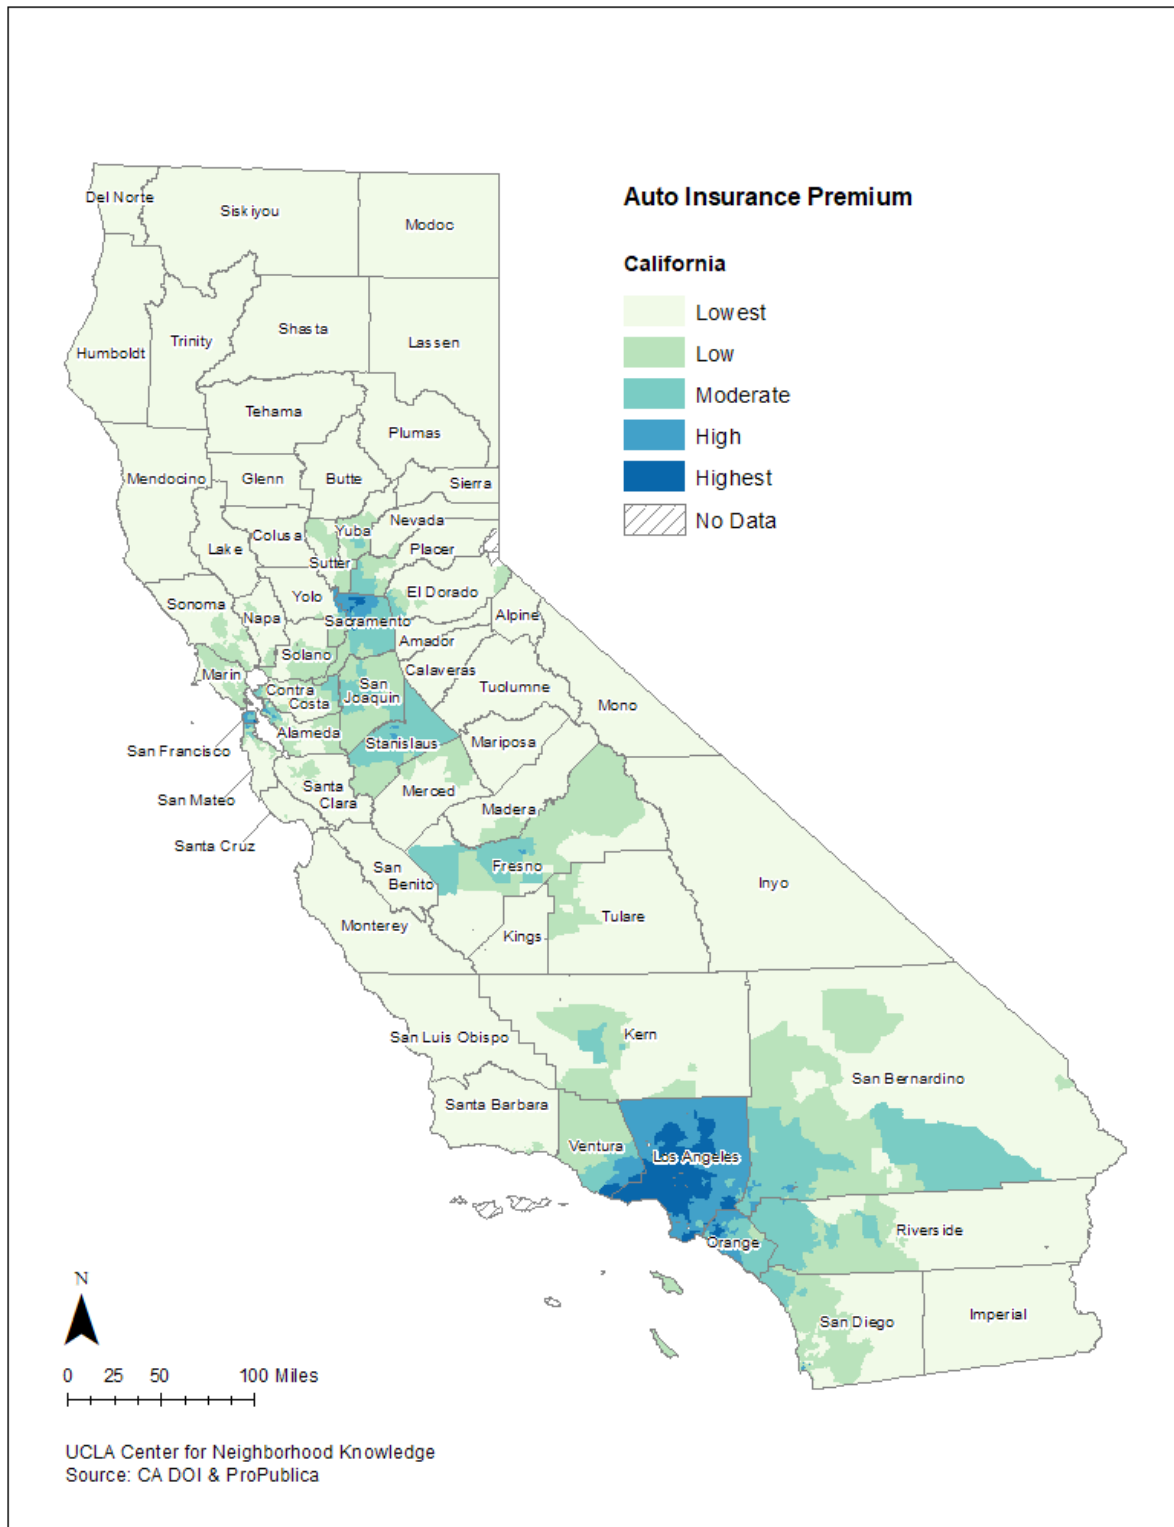 Auto Insurance Premium
California
Lowest
Low
Moderate
High
Highest
No Data
Del Norte
Siskiyou
Modoc
Humboldt
Trinity
Shasta
Lassen
Tehama
Plumas
Mendocino
Glenn
Butte
Sierra
Lake
Colusa
Yuba
Nevada
Sutter
Placer
Sonoma
Napa
Yolo
El Dorado
Sacramento
Alpine
Amador
Solano
Marin
Calaveras
Contra
Costa
San
Joaquin
Tuolumne
Mono
Alameda
San Francisco
Stanislaus
Mariposa
San Mateo
Santa
Clara
Merced
Madera
Santa Cruz
San
Benito
Fresno
Inyo
Monterey
Kings
Tulare
San Luis Obispo
Kern
San Bernardino
Santa Barbara
Ventura
Los Angeles
Orange
Riverside
San Diego
Imperial
N
0 25 50 100 Miles
UCLA Center for Neighborhood Knowledge
Source: CA DOI & ProPublica